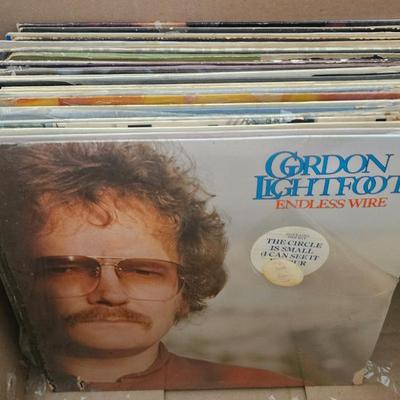 GORDON
LIGHTFOOT
ENDLESS WIRE
THE CIRCLE
IS SMALL
(I CAN SEE IT